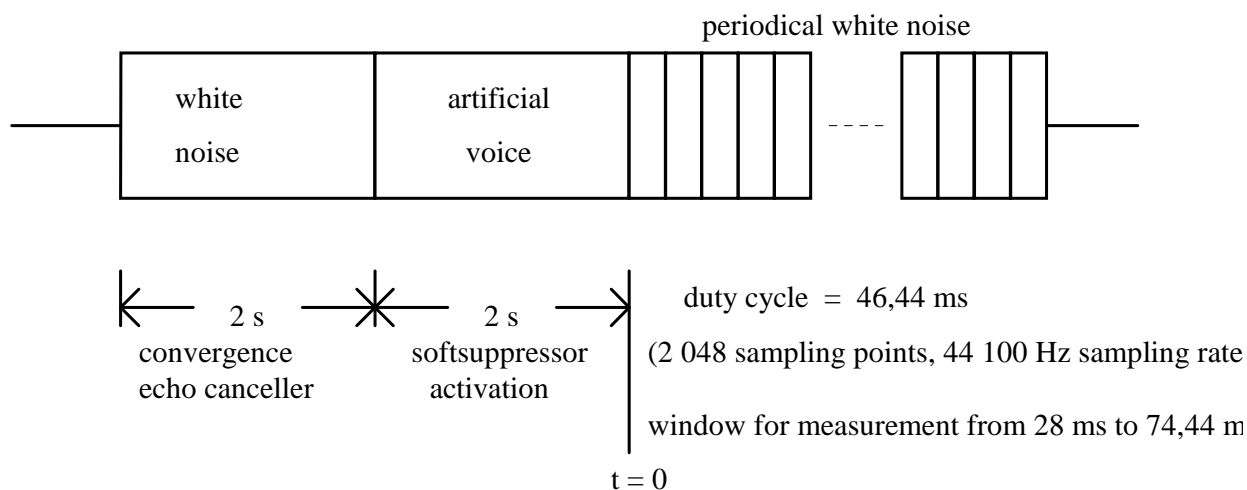 periodical white noise
white
noise
artificial
voice
2 s
convergence
echo canceller
2 s
softsuppressor
activation
duty cycle = 46,44 ms
(2 048 sampling points, 44 100 Hz sampling rate
window for measurement from 28 ms to 74,44 m
t = 0